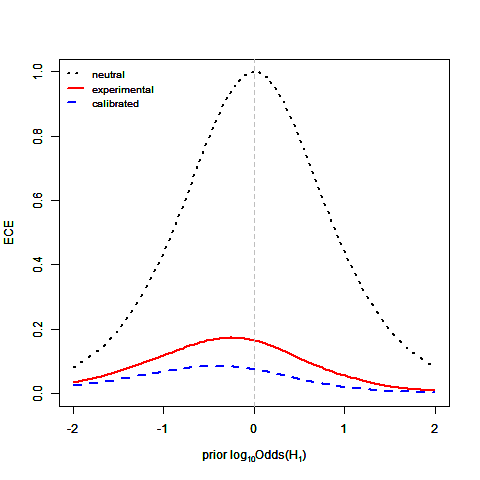 neutral
experimental
calibrated
ECE
0.0 0.2 0.4 0.6 0.8 1.0
-2 -1 0 1 2
prior log₁₀Odds(H₁)